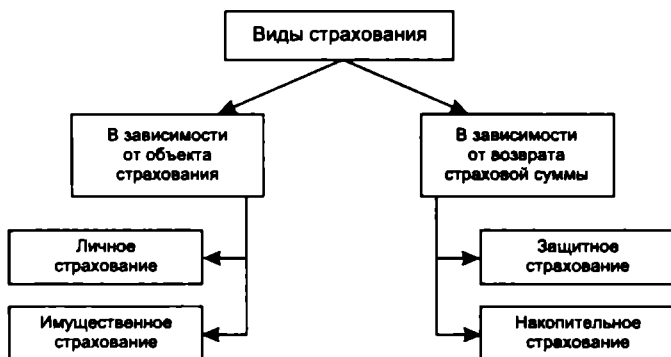 Виды страхования
В зависимости
от объекта
страхования
В зависимости
от возврата
страховой суммы
Личное
страхование
Защитное
страхование
Имущественное
страхование
Накопительное
страхование